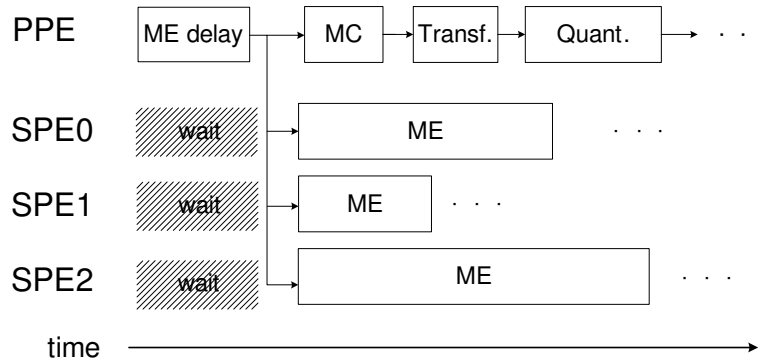 PPE ME delay MC Transf. Quant. . .
SPE0 wait ME . . .
SPE1 wait ME . . .
SPE2 wait ME . . .
time